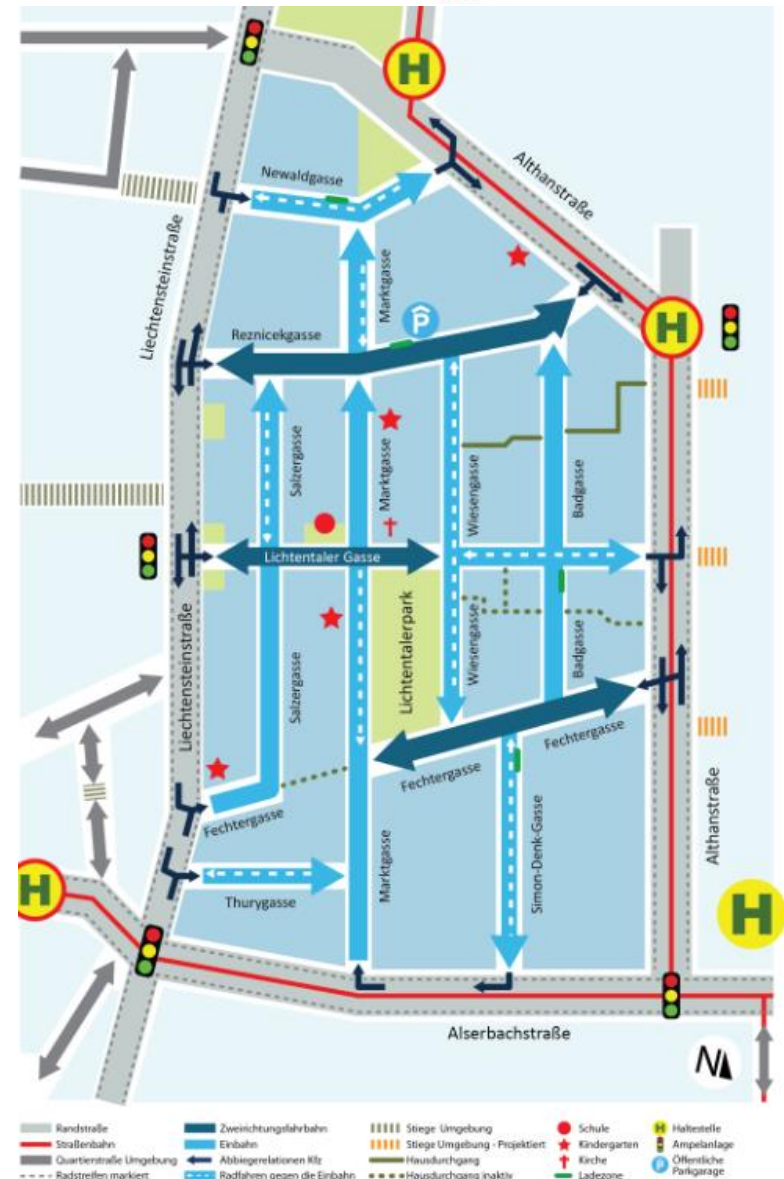 H
Newaldgasse
Althanstraße
Liechtensteinstraße
Marktgasse
H
P
Reznicekgasse
Salzergasse
Marktgasse
Wiesengasse
Badgasse
Lichtentaler Gasse
Liechtensteinstraße
Salzergasse
Lichtentalerpark
Wiesengasse
Badgasse
Fechtergasse
Fechtergasse
Fechtergasse
Althanstraße
H
Thurygasse
Marktgasse
Simon-Denk-Gasse
H
Alserbachstraße
N
Randstraße
Straßenbahn
Quartierstraße Umgebung
Radstreifen markiert
Zweirichtungsfahrbahn
Einbahn
Abbiegerelationen Kfz
Radfahren gegen die Einbahn
Stiege Umgebung
Stiege Umgebung - Projektiert
Hausdurchgang
Hausdurchgang inaktiv
Schule
Kindergarten
Kirche
Ladezone
H Haltestelle
Ampelanlage
P Öffentliche
Parkgarage